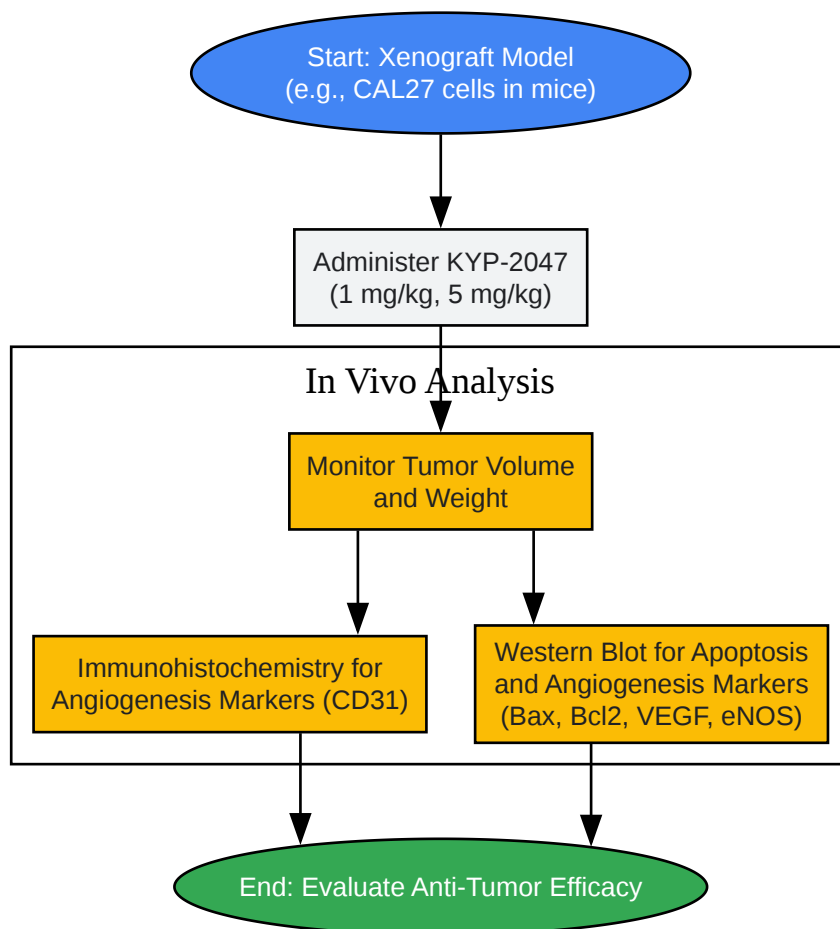 Start: Xenograft Model
(e.g., CAL27 cells in mice)
Administer KYP-2047
(1 mg/kg, 5 mg/kg)
In Vivo Analysis
Monitor Tumor Volume
and Weight
Immunohistochemistry for
Angiogenesis Markers (CD31)
Western Blot for Apoptosis
and Angiogenesis Markers
(Bax, Bcl2, VEGF, eNOS)
End: Evaluate Anti-Tumor Efficacy